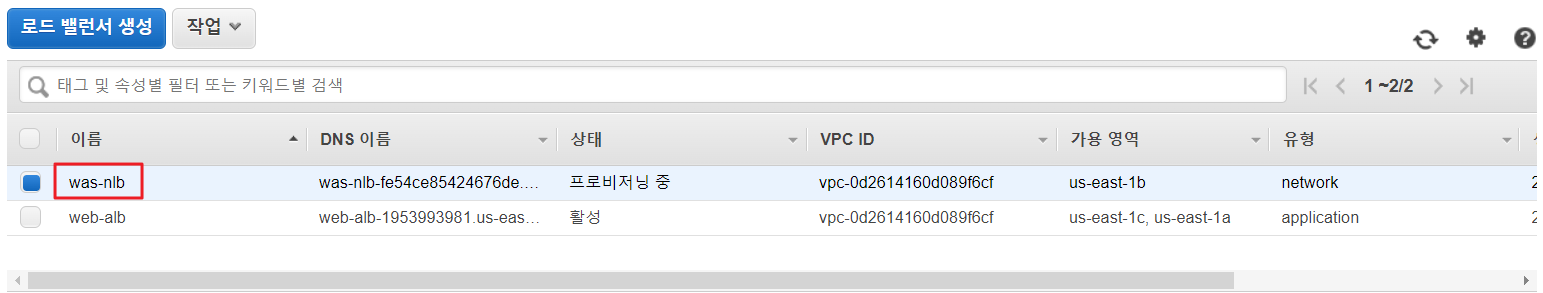 로드 밸런서 생성 작업
태그 및 속성별 필터 또는 키워드별 검색 1 ~2/2
이름 DNS 이름 상태 VPC ID 가용 영역 유형
was-nlb was-nlb-fe54ce85424676de.... 프로비저닝 중 vpc-0d2614160d089f6cf us-east-1b network 2
web-alb web-alb-1953993981.us-eas... 활성 vpc-0d2614160d089f6cf us-east-1c, us-east-1a application 2